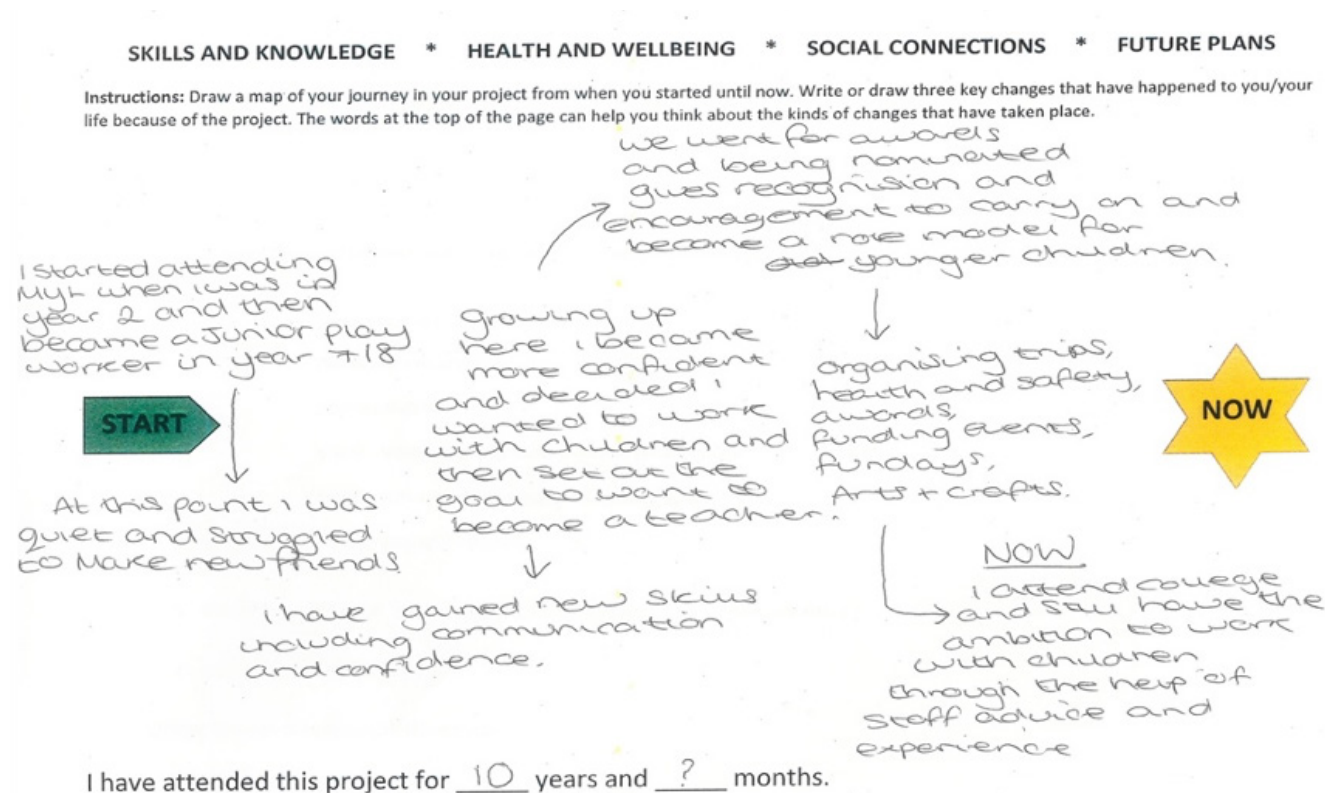 SKILLS AND KNOWLEDGE * HEALTH AND WELLBEING * SOCIAL CONNECTIONS * FUTURE PLANS
Instructions: Draw a map of your journey in your project from when you started until now. Write or draw three key changes that have happened to you/your
life because of the project. The words at the top of the page can help you think about the kinds of changes that have taken place.
I started attending
MYL when i was in
year 2 and then
became a Junior play
worker in year 7+8
START
At this point i was
quiet and struggled
to Make new friends
growing up
here i became
more confident
and decided i
wanted to work
with children and
then set out the
goal to want to
become a teacher.
i have gained new skills
including communication
and confidence.
we went for awards
and being nominated
gives recognision and
encouragement to carry on and
become a role model for
younger children.
organising trips,
health and safety,
awards,
funding events,
fundays,
Arts + crafts.
NOW
NOW
i attend college
and still have the
ambition to work
with children
through the help of
staff advice and
experience
I have attended this project for 10 years and ? months.